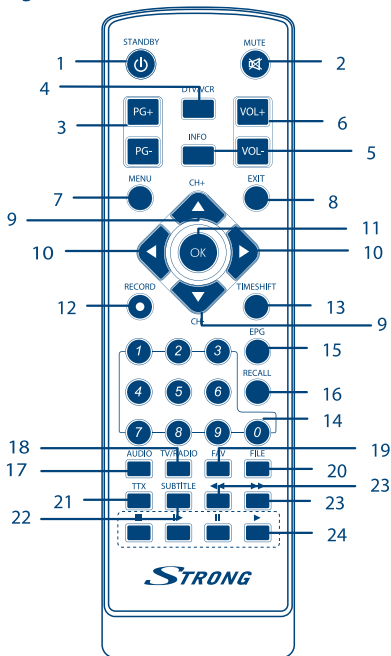 STANDBY MUTE
1 2
4 DTV/VCR
PG+ VOL+
3 6
INFO
PG- VOL-
5
MENU CH+ EXIT
7 8
9
11
10 OK 10
RECORD TIMESHIFT
12 13
CH- 9
EPG
1 2 3 15
RECALL
4 5 6 16
14
7 8 9 0
18 19
AUDIO TV/RADIO FAV FILE
17 20
TTX SUBTITLE
21 23
22 23
24
STRONG